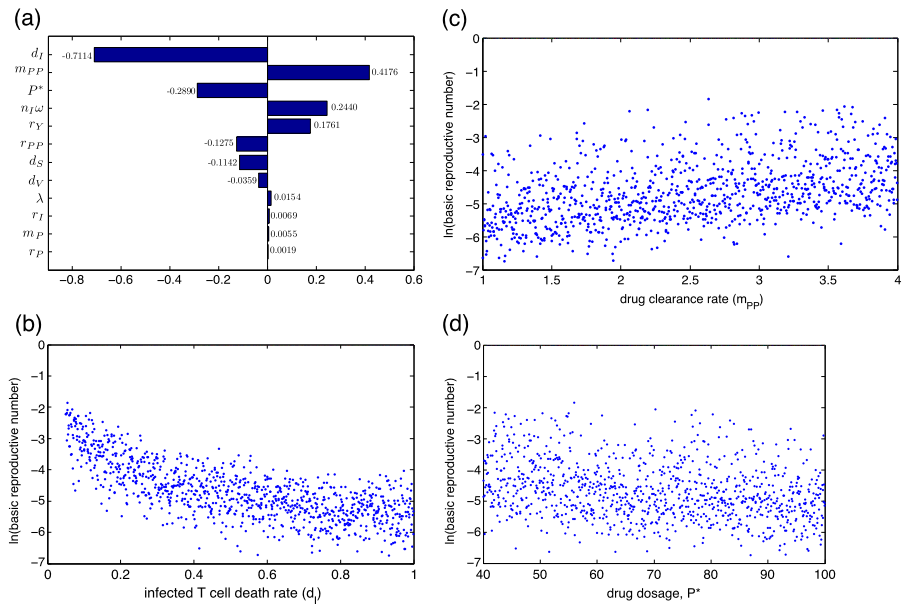 (a)
d_I
-0.7114
m_PP
0.4176
P*
-0.2890
n_I ω
0.2440
r_Y
0.1761
r_PP
-0.1275
d_S
-0.1142
d_V
-0.0359
λ
0.0154
r_I
0.0069
m_P
0.0055
r_P
0.0019
−0.8 −0.6 −0.4 −0.2 0 0.2 0.4 0.6
(c)
0
−1
−2
−3
−4
−5
−6
−7
ln(basic reproductive number)
1 1.5 2 2.5 3 3.5 4
drug clearance rate (m_PP)
(b)
0
−1
−2
−3
−4
−5
−6
−7
ln(basic reproductive number)
0 0.2 0.4 0.6 0.8 1
infected T cell death rate (d_I)
(d)
0
−1
−2
−3
−4
−5
−6
−7
ln(basic reproductive number)
40 50 60 70 80 90 100
drug dosage, P*